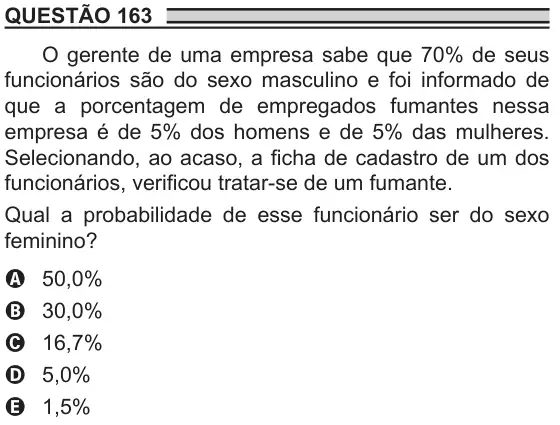 QUESTÃO 163
O gerente de uma empresa sabe que 70% de seus
funcionários são do sexo masculino e foi informado de
que a porcentagem de empregados fumantes nessa
empresa é de 5% dos homens e de 5% das mulheres.
Selecionando, ao acaso, a ficha de cadastro de um dos
funcionários, verificou tratar-se de um fumante.
Qual a probabilidade de esse funcionário ser do sexo
feminino?
A 50,0%
B 30,0%
C 16,7%
D 5,0%
E 1,5%